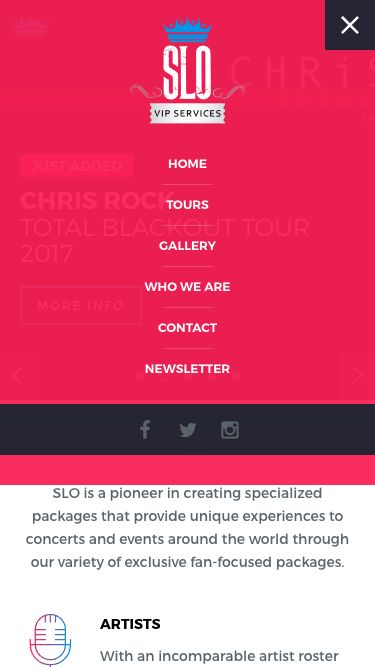 SLO
VIP SERVICES
CHRiS
TH
HOME
JUST ADDED
CHRIS ROCK
TOURS
TOTAL BLACKOUT TOUR
2017
GALLERY
WHO WE ARE
MORE INFO
CONTACT
NEWSLETTER
SLO is a pioneer in creating specialized
packages that provide unique experiences to
concerts and events around the world through
our variety of exclusive fan-focused packages.
ARTISTS
With an incomparable artist roster